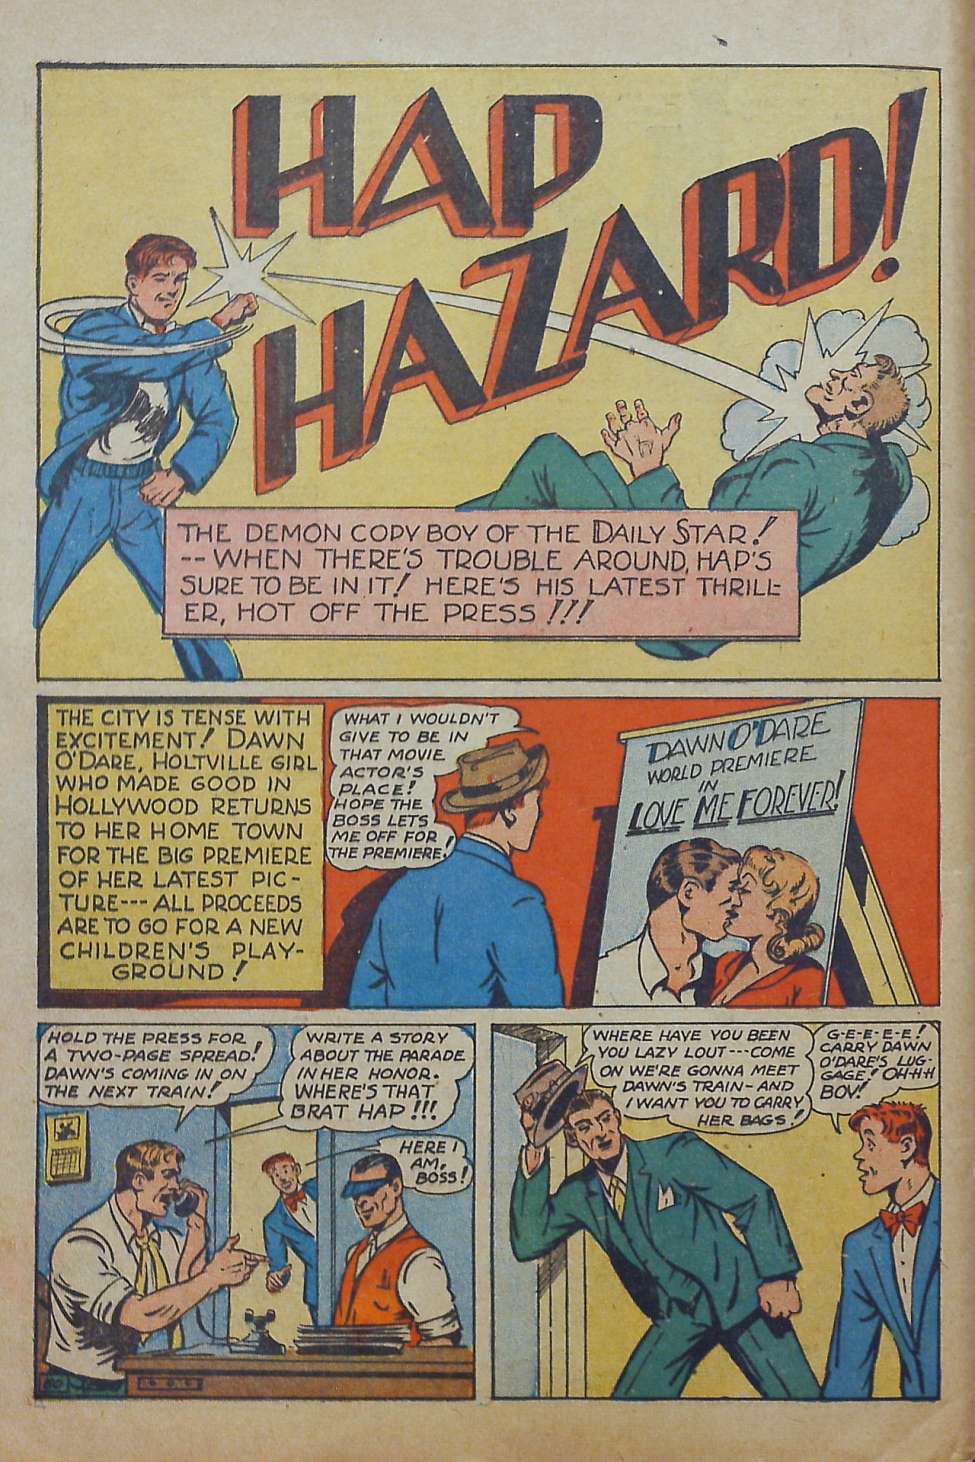 HAP
HAZARD!
THE DEMON COPY BOY OF THE DAILY STAR!
-- WHEN THERE'S TROUBLE AROUND, HAP'S
SURE TO BE IN IT! HERE'S HIS LATEST THRILL-
ER, HOT OFF THE PRESS!!!
THE CITY IS TENSE WITH
EXCITEMENT! DAWN
O'DARE, HOLTVILLE GIRL
WHO MADE GOOD IN
HOLLYWOOD RETURNS
TO HER HOME TOWN
FOR THE BIG PREMIERE
OF HER LATEST PIC-
TURE--- ALL PROCEEDS
ARE TO GO FOR A NEW
CHILDREN'S PLAY-
GROUND!
WHAT I WOULDN'T
GIVE TO BE IN
THAT MOVIE
ACTOR'S
PLACE!
HOPE THE
BOSS LETS
ME OFF FOR
THE PREMIERE!
DAWN O'DARE
WORLD PREMIERE
IN
LOVE ME FOREVER!
HOLD THE PRESS FOR
A TWO-PAGE SPREAD!
DAWN'S COMING IN ON
THE NEXT TRAIN!
WRITE A STORY
ABOUT THE PARADE
IN HER HONOR.
WHERE'S THAT
BRAT HAP!!!
HERE I
AM,
BOSS!
WHERE HAVE YOU BEEN
YOU LAZY LOUT---COME
ON WE'RE GONNA MEET
DAWN'S TRAIN-AND
I WANT YOU TO CARRY
HER BAGS!
G-E-E-E-E!
CARRY DAWN
O'DARE'S LUG-
GAGE! OH-H-H
BOY!